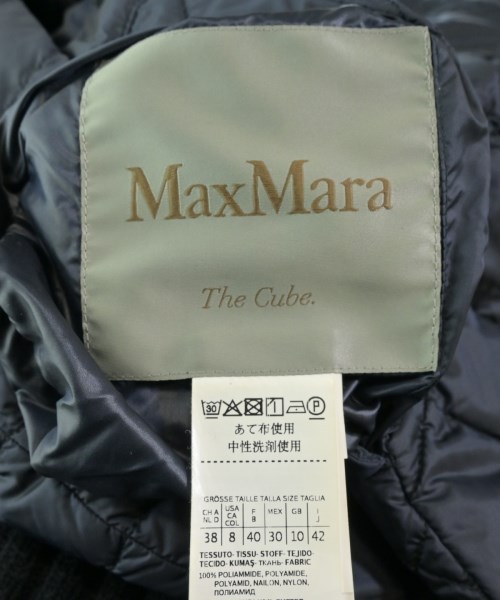 MaxMara
The Cube.
30 1 P
あて布使用
中性洗剤使用
GRÖSSE TAILLE TALLA SIZE TAGLIA
CH A NL D USA CA COL F B MEX GB I J
38 8 40 30 10 42
TESSUTO-TISSU-STOFF-TEJIDO-
TECIDO-KUMAŞ-ТКАНЬ-FABRIC
100% POLIAMMIDE, POLYAMIDE,
POLYAMID, NAILON, NYLON,
ПОЛИАМИД